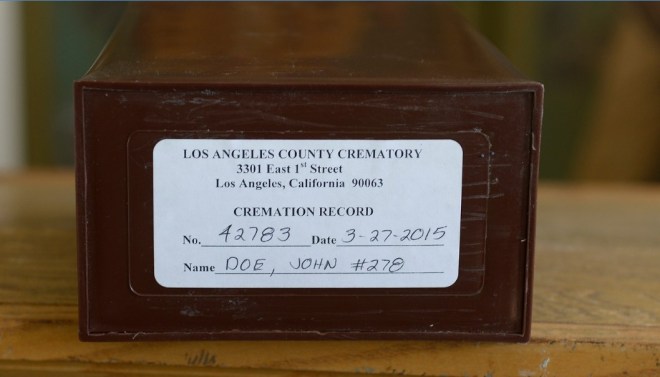 LOS ANGELES COUNTY CREMATORY
3301 East 1st Street
Los Angeles, California 90063
CREMATION RECORD
No. 42783 Date 3-27-2015
Name DOE, JOHN #278